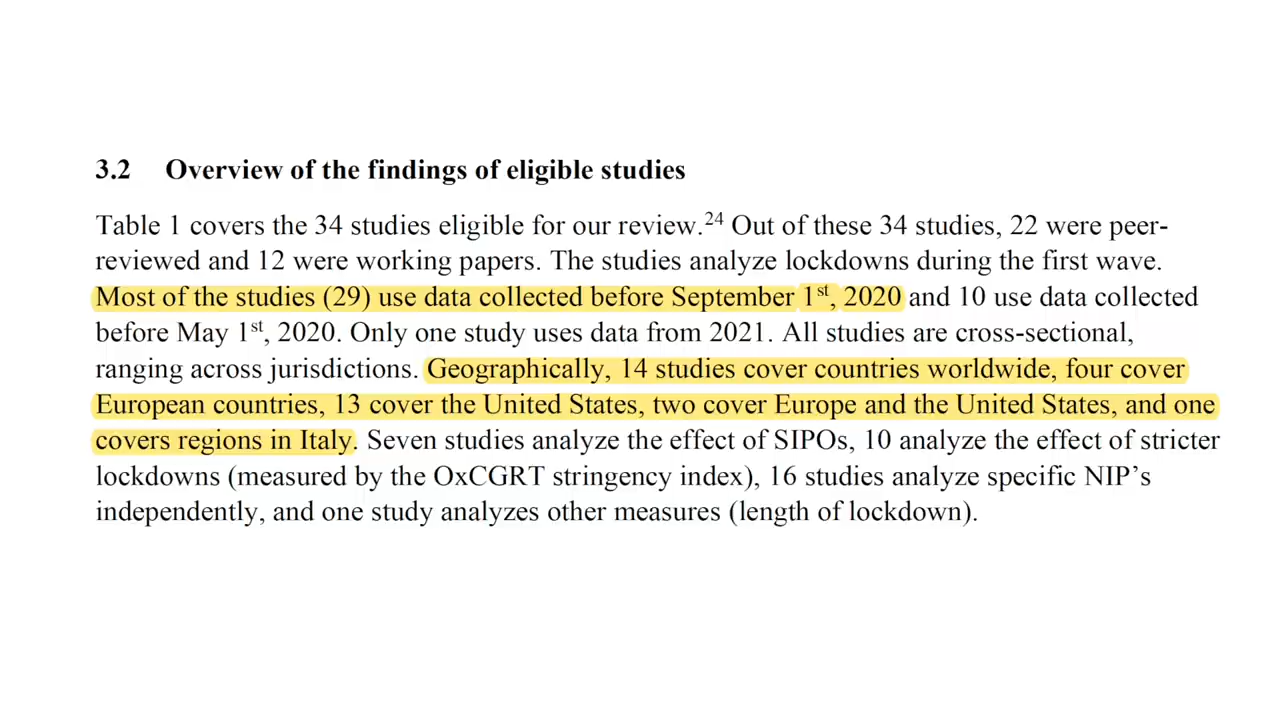 3.2 Overview of the findings of eligible studies
Table 1 covers the 34 studies eligible for our review.24 Out of these 34 studies, 22 were peer-
reviewed and 12 were working papers. The studies analyze lockdowns during the first wave.
Most of the studies (29) use data collected before September 1st, 2020 and 10 use data collected
before May 1st, 2020. Only one study uses data from 2021. All studies are cross-sectional,
ranging across jurisdictions. Geographically, 14 studies cover countries worldwide, four cover
European countries, 13 cover the United States, two cover Europe and the United States, and one
covers regions in Italy. Seven studies analyze the effect of SIPOs, 10 analyze the effect of stricter
lockdowns (measured by the OxCGRT stringency index), 16 studies analyze specific NIP’s
independently, and one study analyzes other measures (length of lockdown).